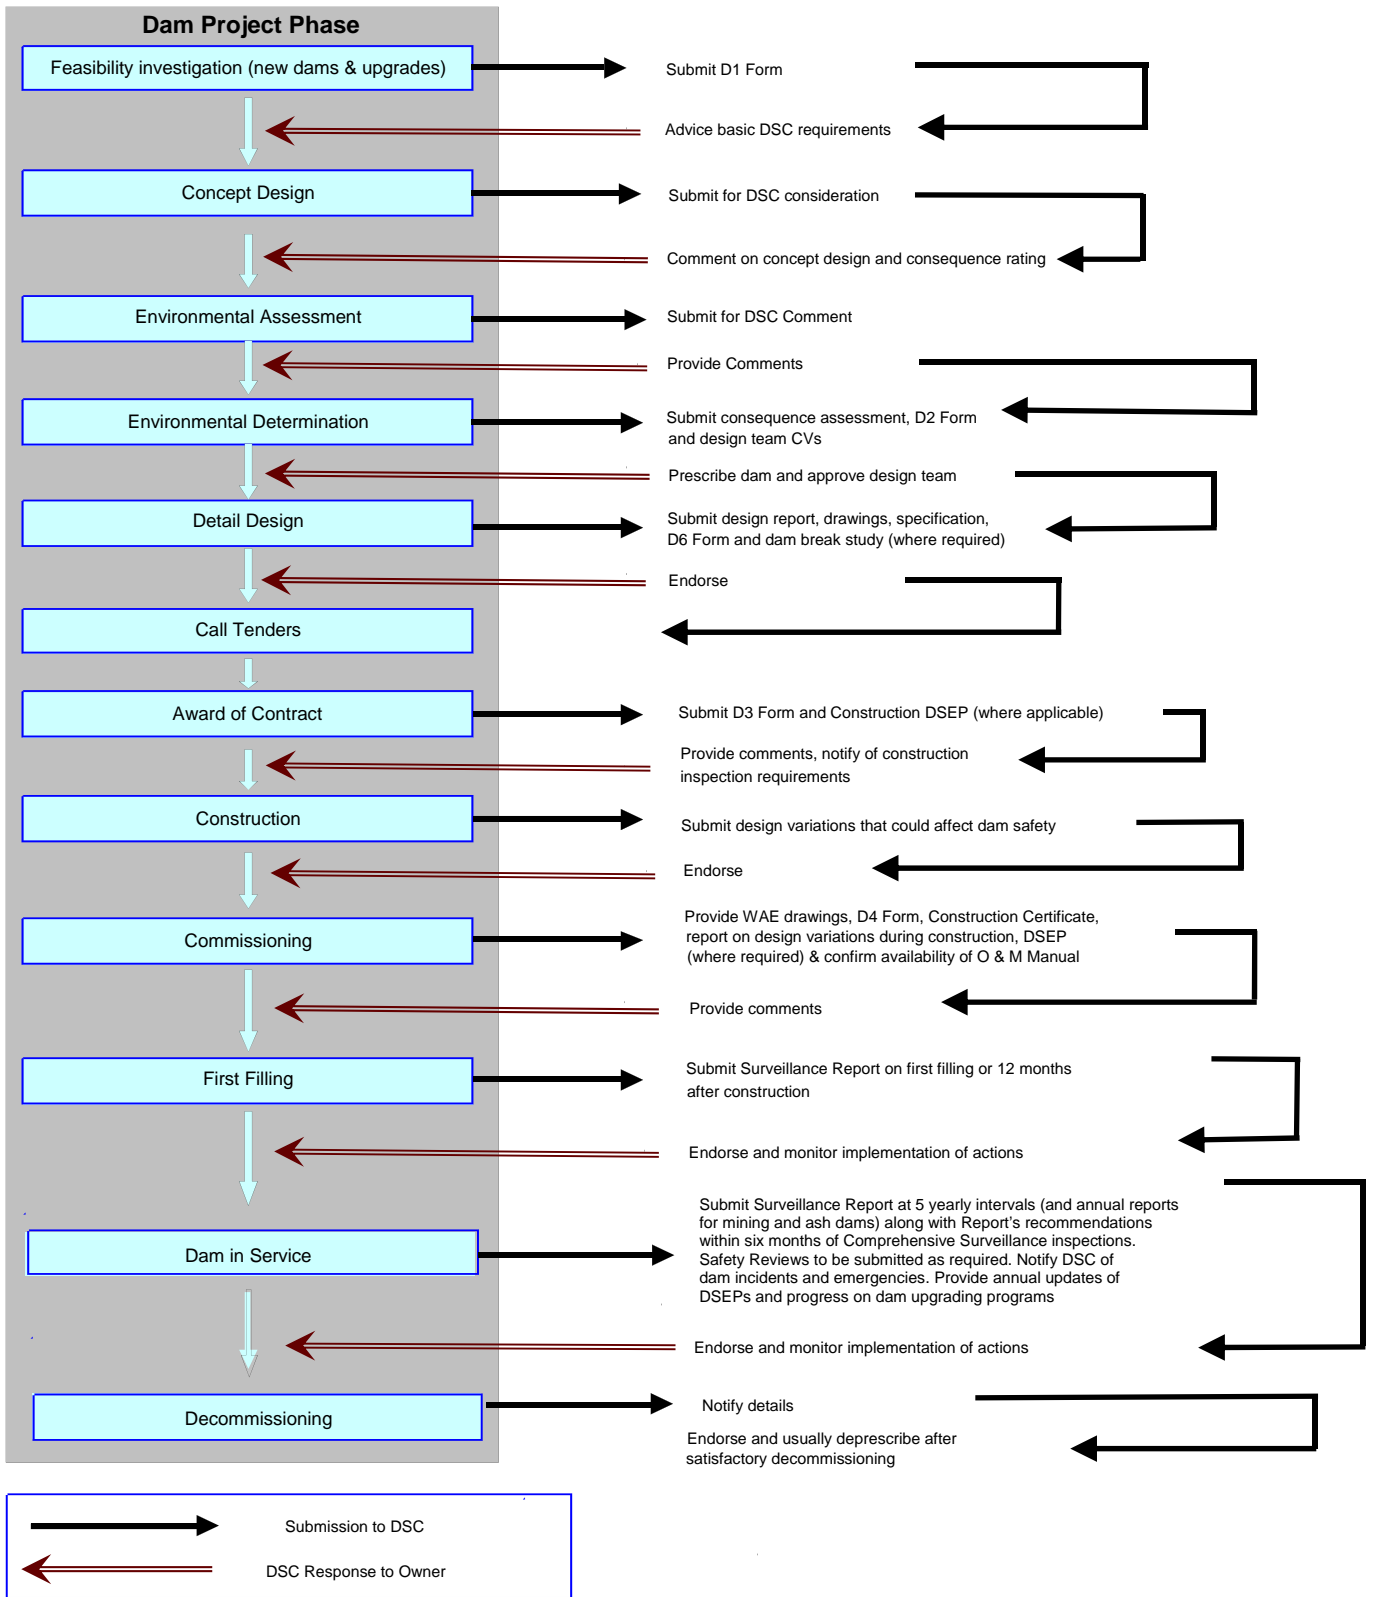 Dam Project Phase
Feasibility investigation (new dams & upgrades)
Submit D1 Form
Advice basic DSC requirements
Concept Design
Submit for DSC consideration
Comment on concept design and consequence rating
Environmental Assessment
Submit for DSC Comment
Provide Comments
Environmental Determination
Submit consequence assessment, D2 Form
and design team CVs
Prescribe dam and approve design team
Detail Design
Submit design report, drawings, specification,
D6 Form and dam break study (where required)
Endorse
Call Tenders
Award of Contract
Submit D3 Form and Construction DSEP (where applicable)
Provide comments, notify of construction
inspection requirements
Construction
Submit design variations that could affect dam safety
Endorse
Commissioning
Provide WAE drawings, D4 Form, Construction Certificate,
report on design variations during construction, DSEP
(where required) & confirm availability of O & M Manual
Provide comments
First Filling
Submit Surveillance Report on first filling or 12 months
after construction
Endorse and monitor implementation of actions
Dam in Service
Submit Surveillance Report at 5 yearly intervals (and annual reports
for mining and ash dams) along with Report's recommendations
within six months of Comprehensive Surveillance inspections.
Safety Reviews to be submitted as required. Notify DSC of
dam incidents and emergencies. Provide annual updates of
DSEPs and progress on dam upgrading programs
Endorse and monitor implementation of actions
Decommissioning
Notify details
Endorse and usually deprescribe after
satisfactory decommissioning
Submission to DSC
DSC Response to Owner